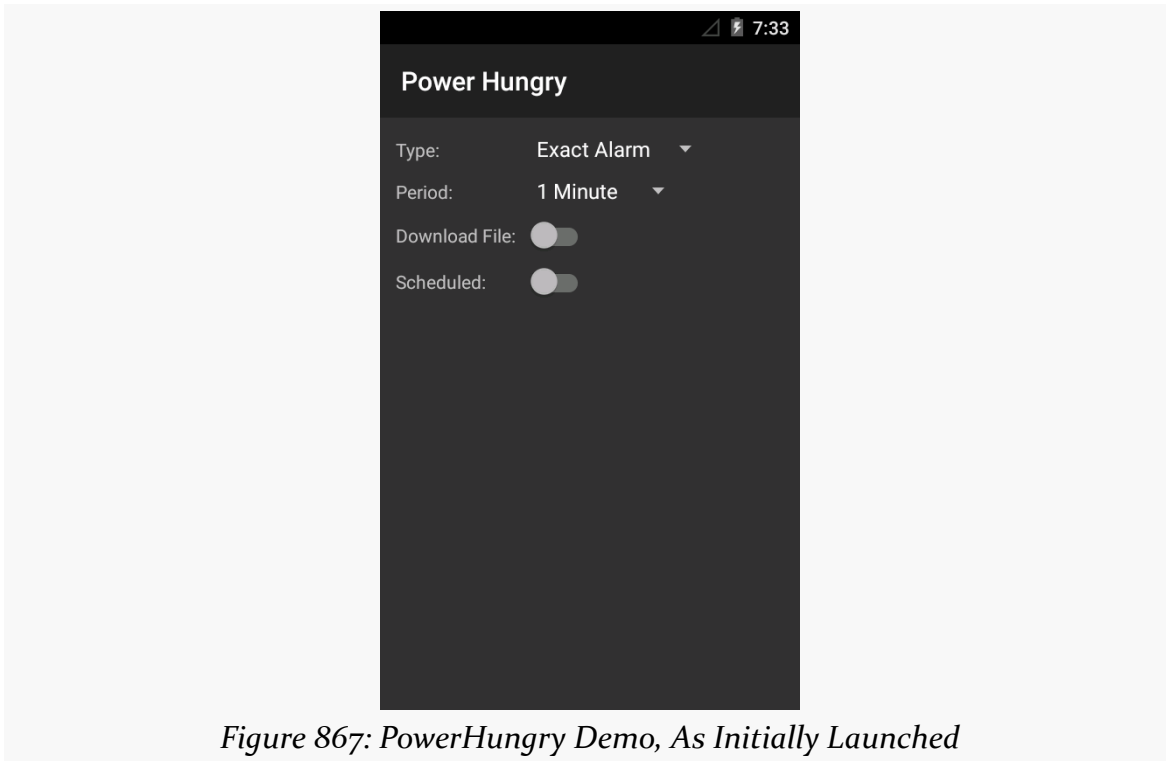 7:33
Power Hungry
Type: Exact Alarm
Period: 1 Minute
Download File:
Scheduled:
Figure 867: PowerHungry Demo, As Initially Launched